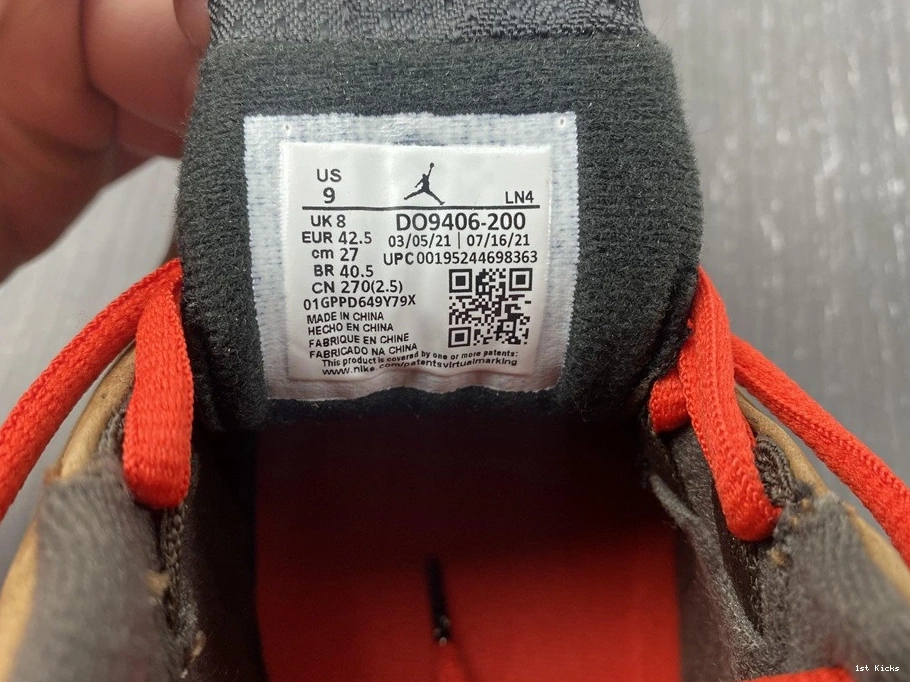 US
9
LN4
UK 8
EUR 42.5
cm 27
BR 40.5
CN 270(2.5)
DO9406-200
03/05/21 | 07/16/21
UPC 00195244698363
01GPPD649Y79X
MADE IN CHINA
HECHO EN CHINA
FABRIQUE EN CHINE
FABRICADO NA CHINA
This product is covered by one or more patents:
www.nike.com/patentsvirtualmarking
1st Kicks